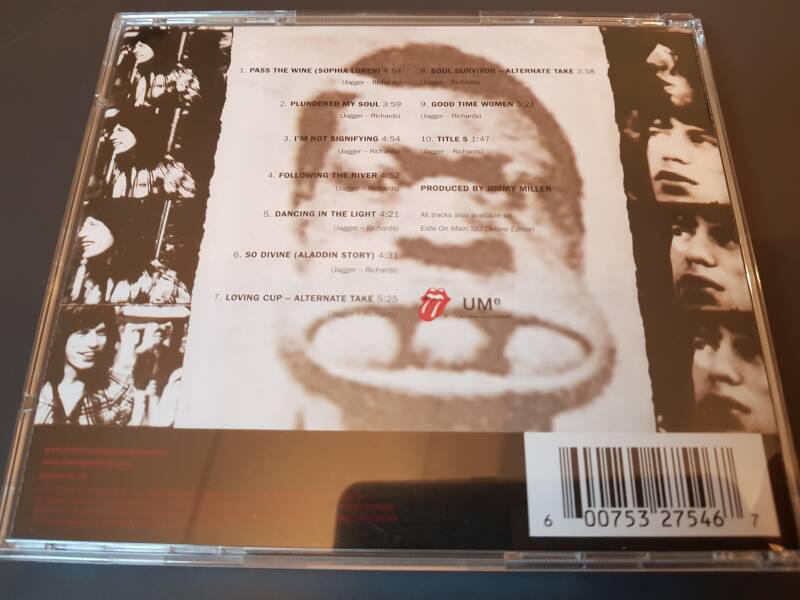 1. PASS THE WINE (SOPHIA LOREN) 4:54
(Jagger – Richards)
2. PLUNDERED MY SOUL 3:59
(Jagger – Richards)
3. I'M NOT SIGNIFYING 4:54
(Jagger – Richards)
4. FOLLOWING THE RIVER 4:52
(Jagger – Richards)
5. DANCING IN THE LIGHT 4:21
(Jagger – Richards)
6. SO DIVINE (ALADDIN STORY) 4:31
(Jagger – Richards)
7. LOVING CUP – ALTERNATE TAKE 5:25
(Jagger – Richards)
8. SOUL SURVIVOR – ALTERNATE TAKE 3:58
(Jagger – Richards)
9. GOOD TIME WOMEN 3:21
(Jagger – Richards)
10. TITLE 5 1:47
(Jagger – Richards)
PRODUCED BY JIMMY MILLER
All tracks also available on
Exile On Main St. Deluxe Edition
UMe
6 00753 27546 7